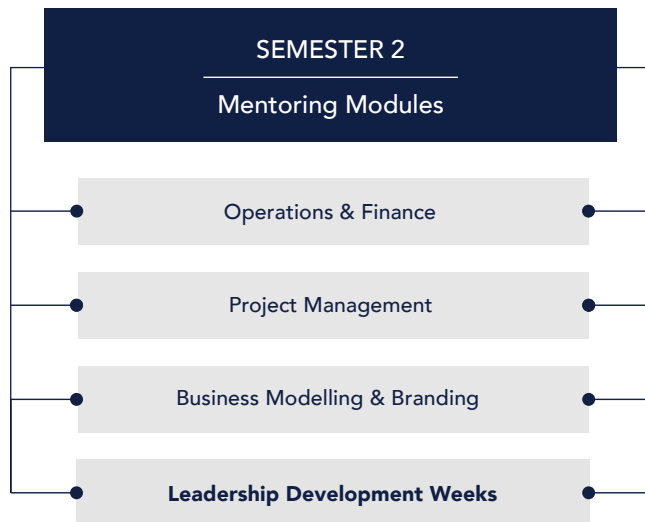 SEMESTER 2
Mentoring Modules
Operations & Finance
Project Management
Business Modelling & Branding
Leadership Development Weeks